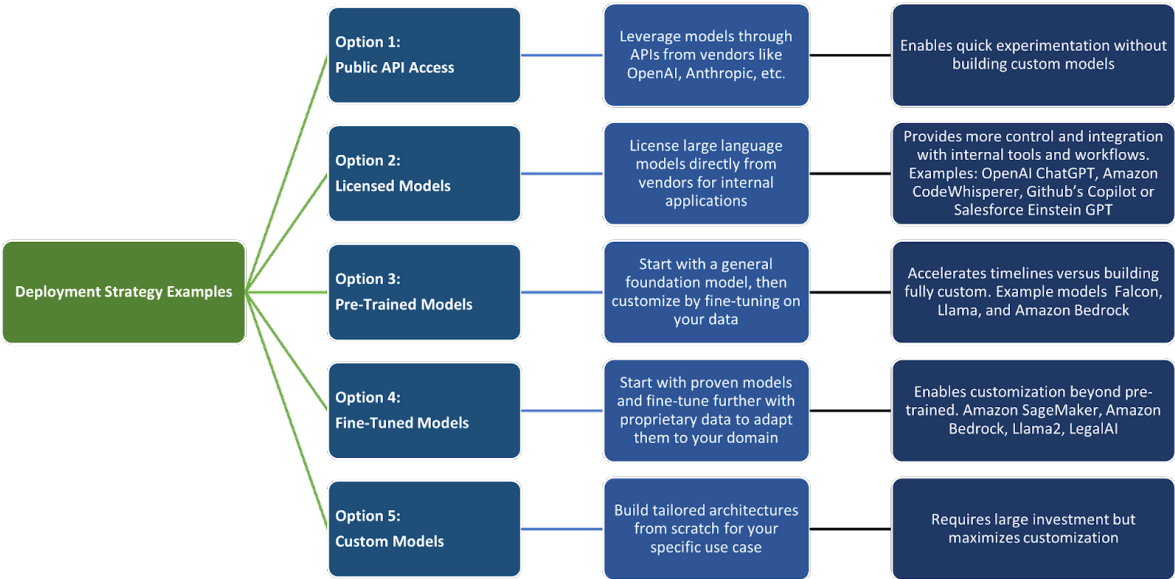 Deployment Strategy Examples
Option 1:
Public API Access
Leverage models through
APIs from vendors like
OpenAI, Anthropic, etc.
Enables quick experimentation without
building custom models
Option 2:
Licensed Models
License large language
models directly from
vendors for internal
applications
Provides more control and integration
with internal tools and workflows.
Examples: OpenAI ChatGPT, Amazon
CodeWhisperer, Github’s Copilot or
Salesforce Einstein GPT
Option 3:
Pre-Trained Models
Start with a general
foundation model, then
customize by fine-tuning on
your data
Accelerates timelines versus building
fully custom. Example models  Falcon,
Llama, and Amazon Bedrock
Option 4:
Fine-Tuned Models
Start with proven models
and fine-tune further with
proprietary data to adapt
them to your domain
Enables customization beyond pre-
trained. Amazon SageMaker, Amazon
Bedrock, Llama2, LegalAI
Option 5:
Custom Models
Build tailored architectures
from scratch for your
specific use case
Requires large investment but
maximizes customization